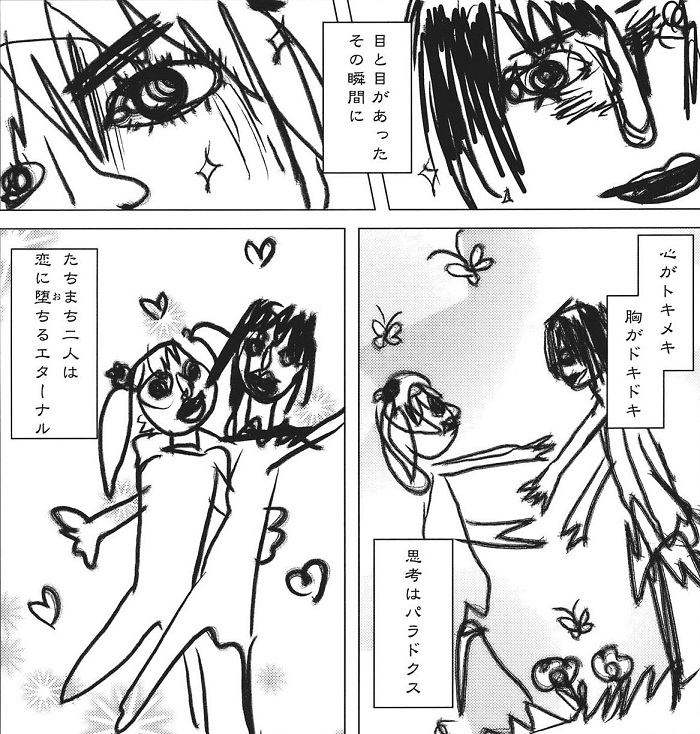 目と目があった
その瞬間に
心がトキメキ
胸がドキドキ
思考はパラドクス
たちまち二人は
恋に堕ちるエターナル
お